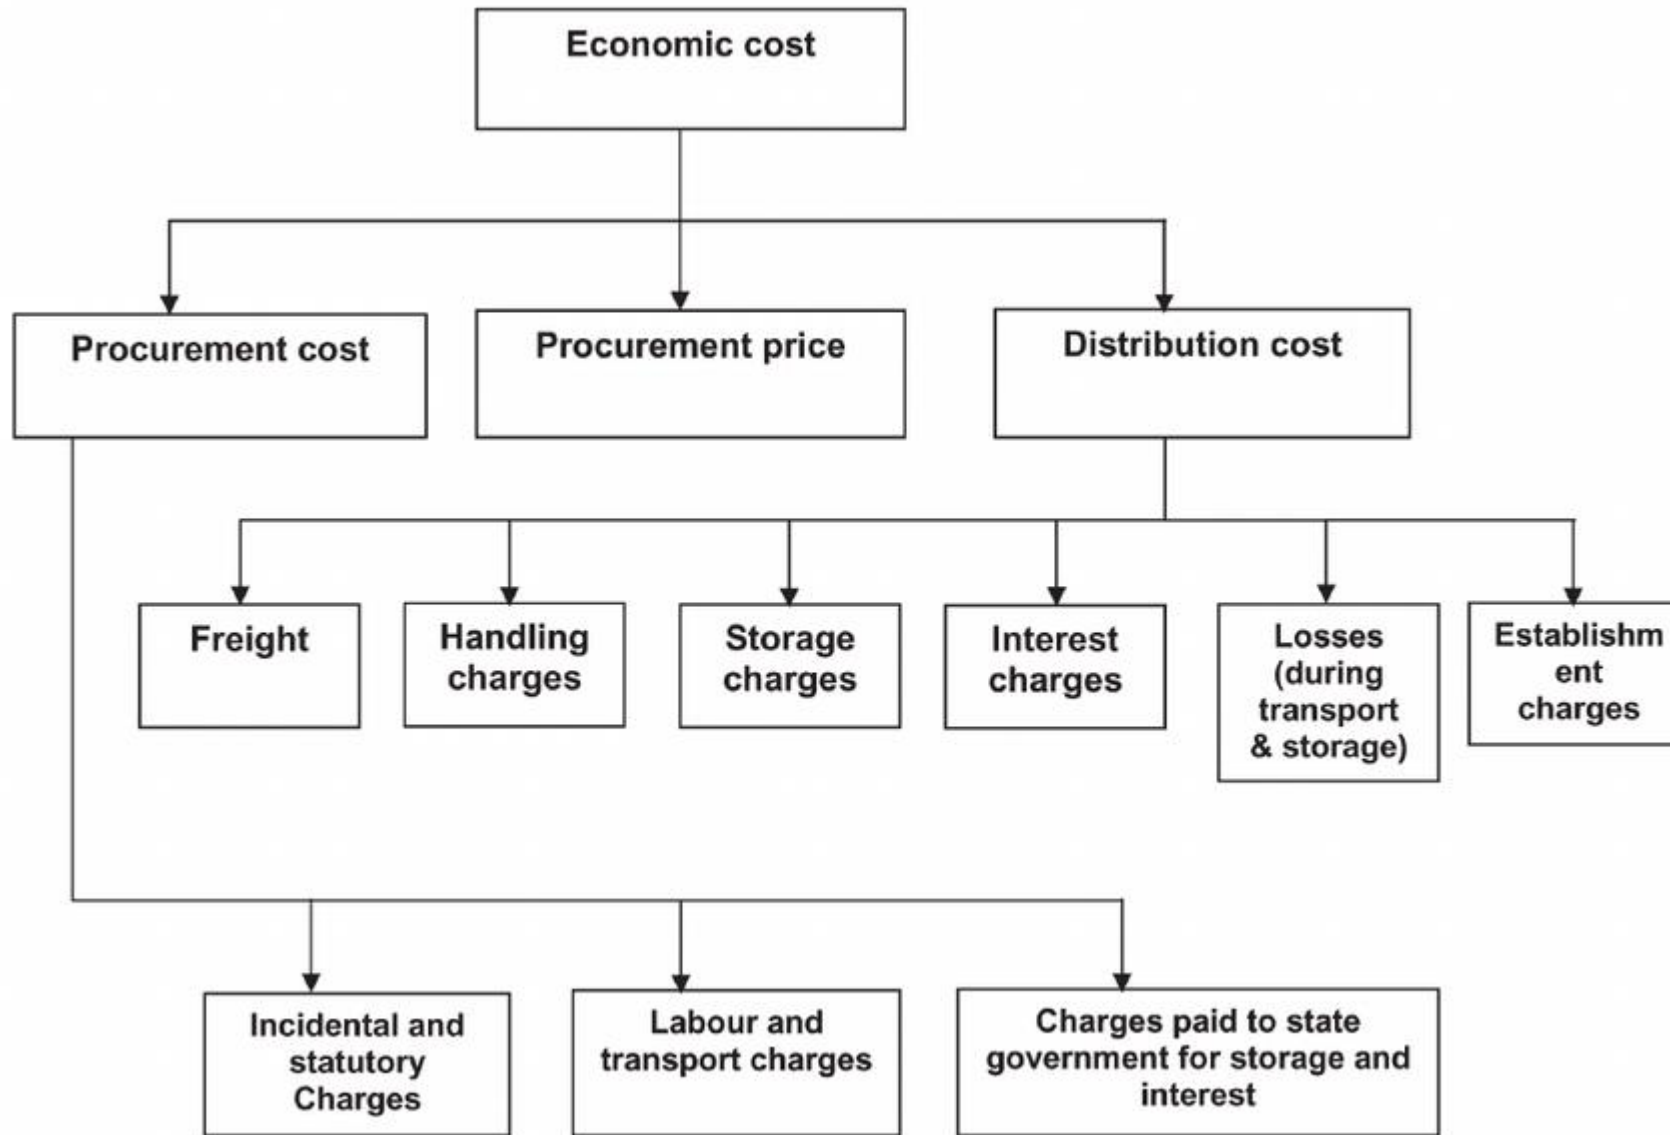 Economic cost
Procurement cost
Procurement price
Distribution cost
Freight
Handling
charges
Storage
charges
Interest
charges
Losses
(during
transport
& storage)
Establishm
ent
charges
Incidental and
statutory
Charges
Labour and
transport charges
Charges paid to state
government for storage and
interest